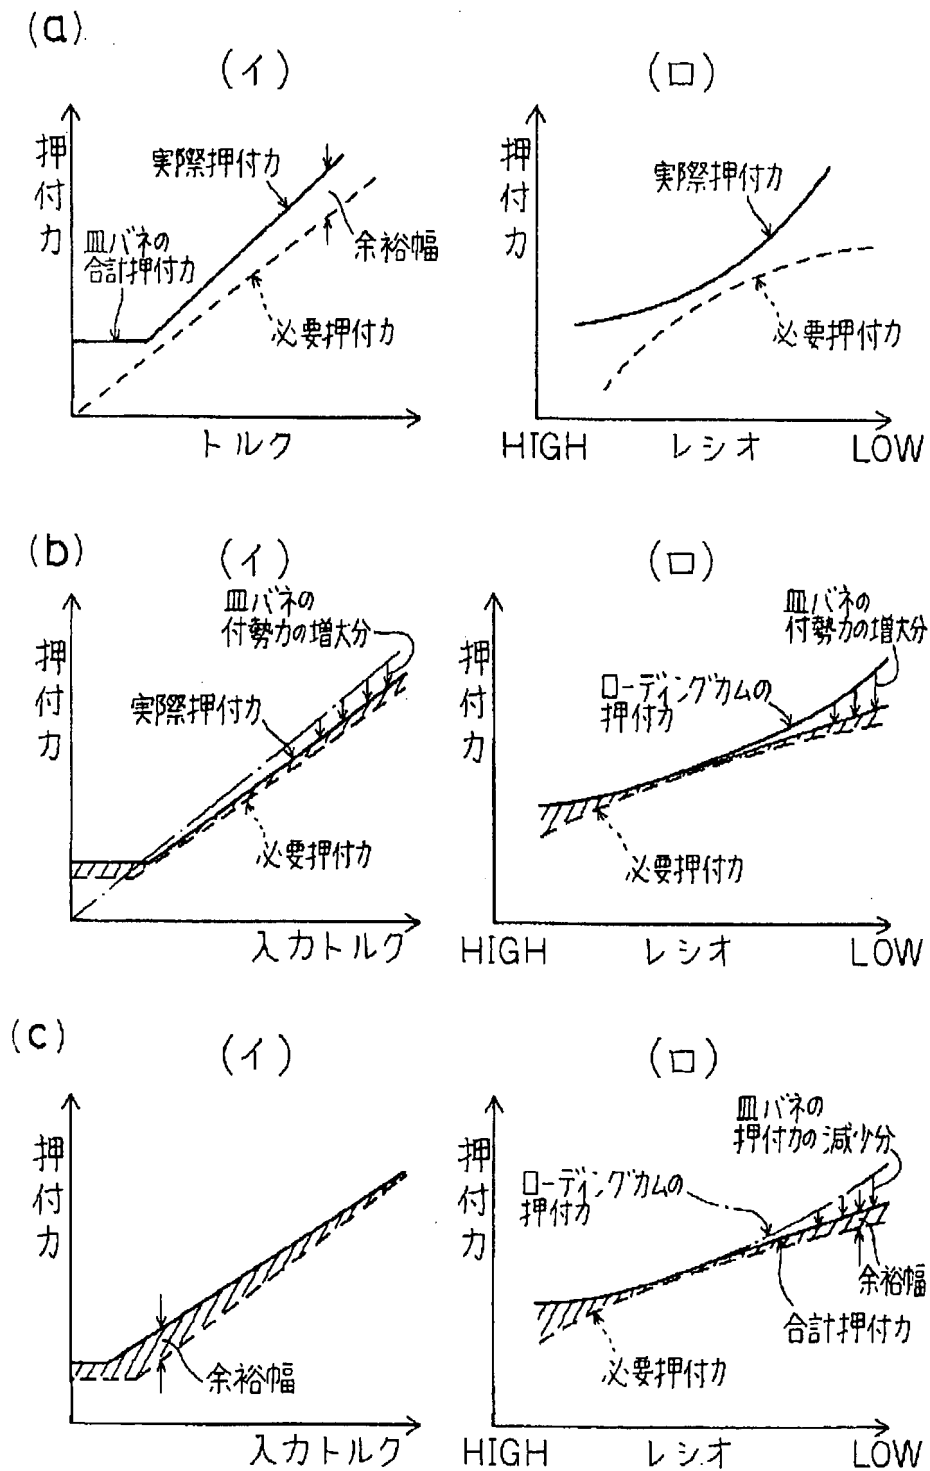 (a)
(イ)
押付力
実際押付力
皿バネの
合計押付力
余裕幅
必要押付力
トルク
(ロ)
押付力
実際押付力
必要押付力
HIGH レシオ LOW
(b)
(イ)
皿バネの
付勢力の増大分
押付力
実際押付力
必要押付力
入力トルク
(ロ)
皿バネの
付勢力の増大分
押付力
ローディングカムの
押付力
必要押付力
HIGH レシオ LOW
(c)
(イ)
押付力
余裕幅
入力トルク
(ロ)
皿バネの
押付力の減少分
押付力
ローディングカムの
押付力
余裕幅
合計押付力
必要押付力
HIGH レシオ LOW